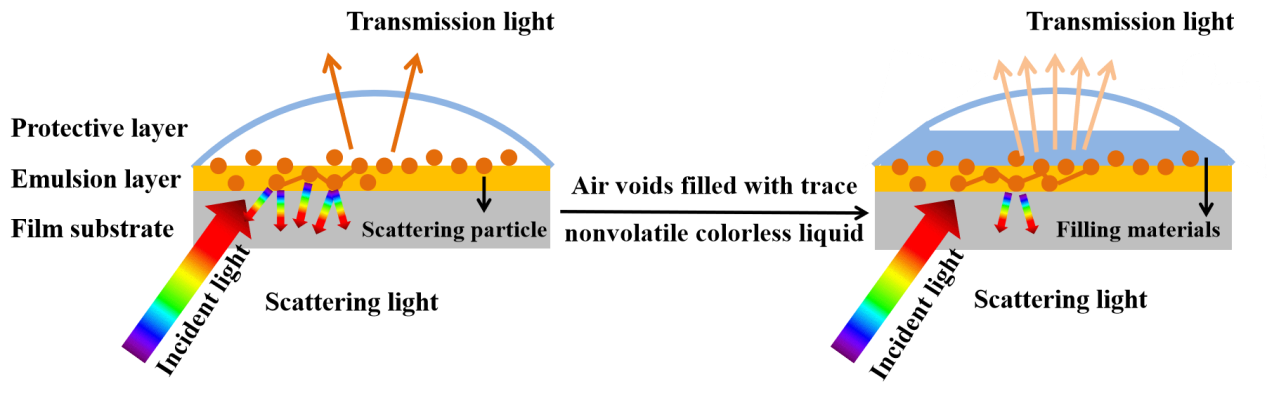 Transmission light
Protective layer
Emulsion layer
Film substrate
Scattering particle
Incident light
Scattering light
Air voids filled with trace
nonvolatile colorless liquid
Transmission light
Filling materials
Incident light
Scattering light